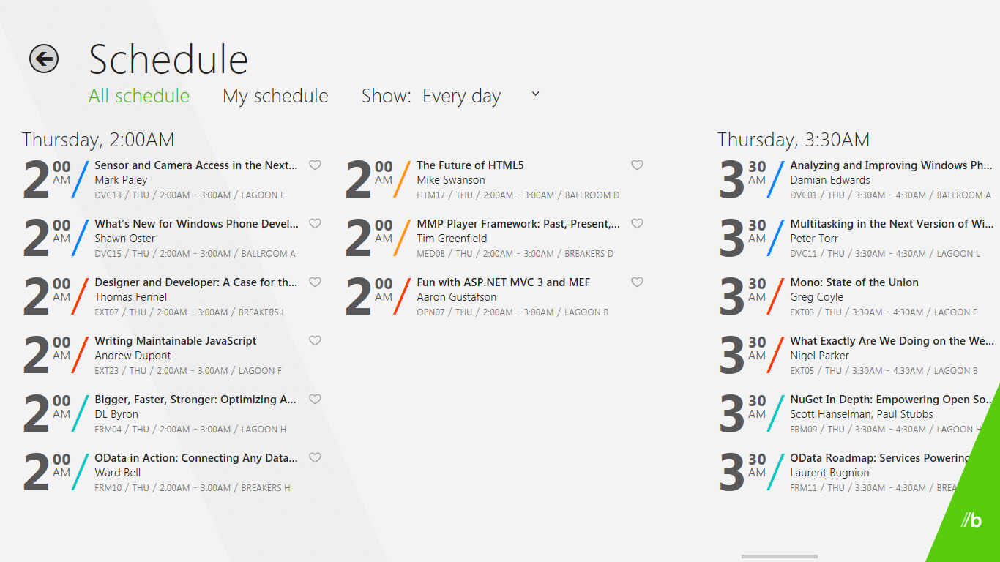 Schedule
All schedule
My schedule
Show: Every day
Thursday, 2:00AM
2 00 AM
Sensor and Camera Access in the Next...
Mark Paley
DVC13 / THU / 2:00AM - 3:00AM / LAGOON L
2 00 AM
What's New for Windows Phone Devel...
Shawn Oster
DVC15 / THU / 2:00AM - 3:00AM / BALLROOM A
2 00 AM
Designer and Developer: A Case for th...
Thomas Fennel
EXT07 / THU / 2:00AM - 3:00AM / BREAKERS L
2 00 AM
Writing Maintainable JavaScript
Andrew Dupont
EXT23 / THU / 2:00AM - 3:00AM / LAGOON F
2 00 AM
Bigger, Faster, Stronger: Optimizing A...
DL Byron
FRM04 / THU / 2:00AM - 3:00AM / LAGOON H
2 00 AM
OData in Action: Connecting Any Data...
Ward Bell
FRM10 / THU / 2:00AM - 3:00AM / BREAKERS H
2 00 AM
The Future of HTML5
Mike Swanson
HTM17 / THU / 2:00AM - 3:00AM / BALLROOM D
2 00 AM
MMP Player Framework: Past, Present,...
Tim Greenfield
MED08 / THU / 2:00AM - 3:00AM / BREAKERS D
2 00 AM
Fun with ASP.NET MVC 3 and MEF
Aaron Gustafson
OPN07 / THU / 2:00AM - 3:00AM / LAGOON B
Thursday, 3:30AM
3 30 AM
Analyzing and Improving Windows Ph...
Damian Edwards
DVC01 / THU / 3:30AM - 4:30AM / BALLROOM A
3 30 AM
Multitasking in the Next Version of Wi...
Peter Torr
DVC11 / THU / 3:30AM - 4:30AM / LAGOON L
3 30 AM
Mono: State of the Union
Greg Coyle
EXT03 / THU / 3:30AM - 4:30AM / LAGOON F
3 30 AM
What Exactly Are We Doing on the We...
Nigel Parker
EXT05 / THU / 3:30AM - 4:30AM / LAGOON B
3 30 AM
NuGet In Depth: Empowering Open So...
Scott Hanselman, Paul Stubbs
FRM09 / THU / 3:30AM - 4:30AM / LAGOON H
3 30 AM
OData Roadmap: Services Powering
Laurent Bugnion
FRM11 / THU / 3:30AM - 4:30AM / BREA
//b